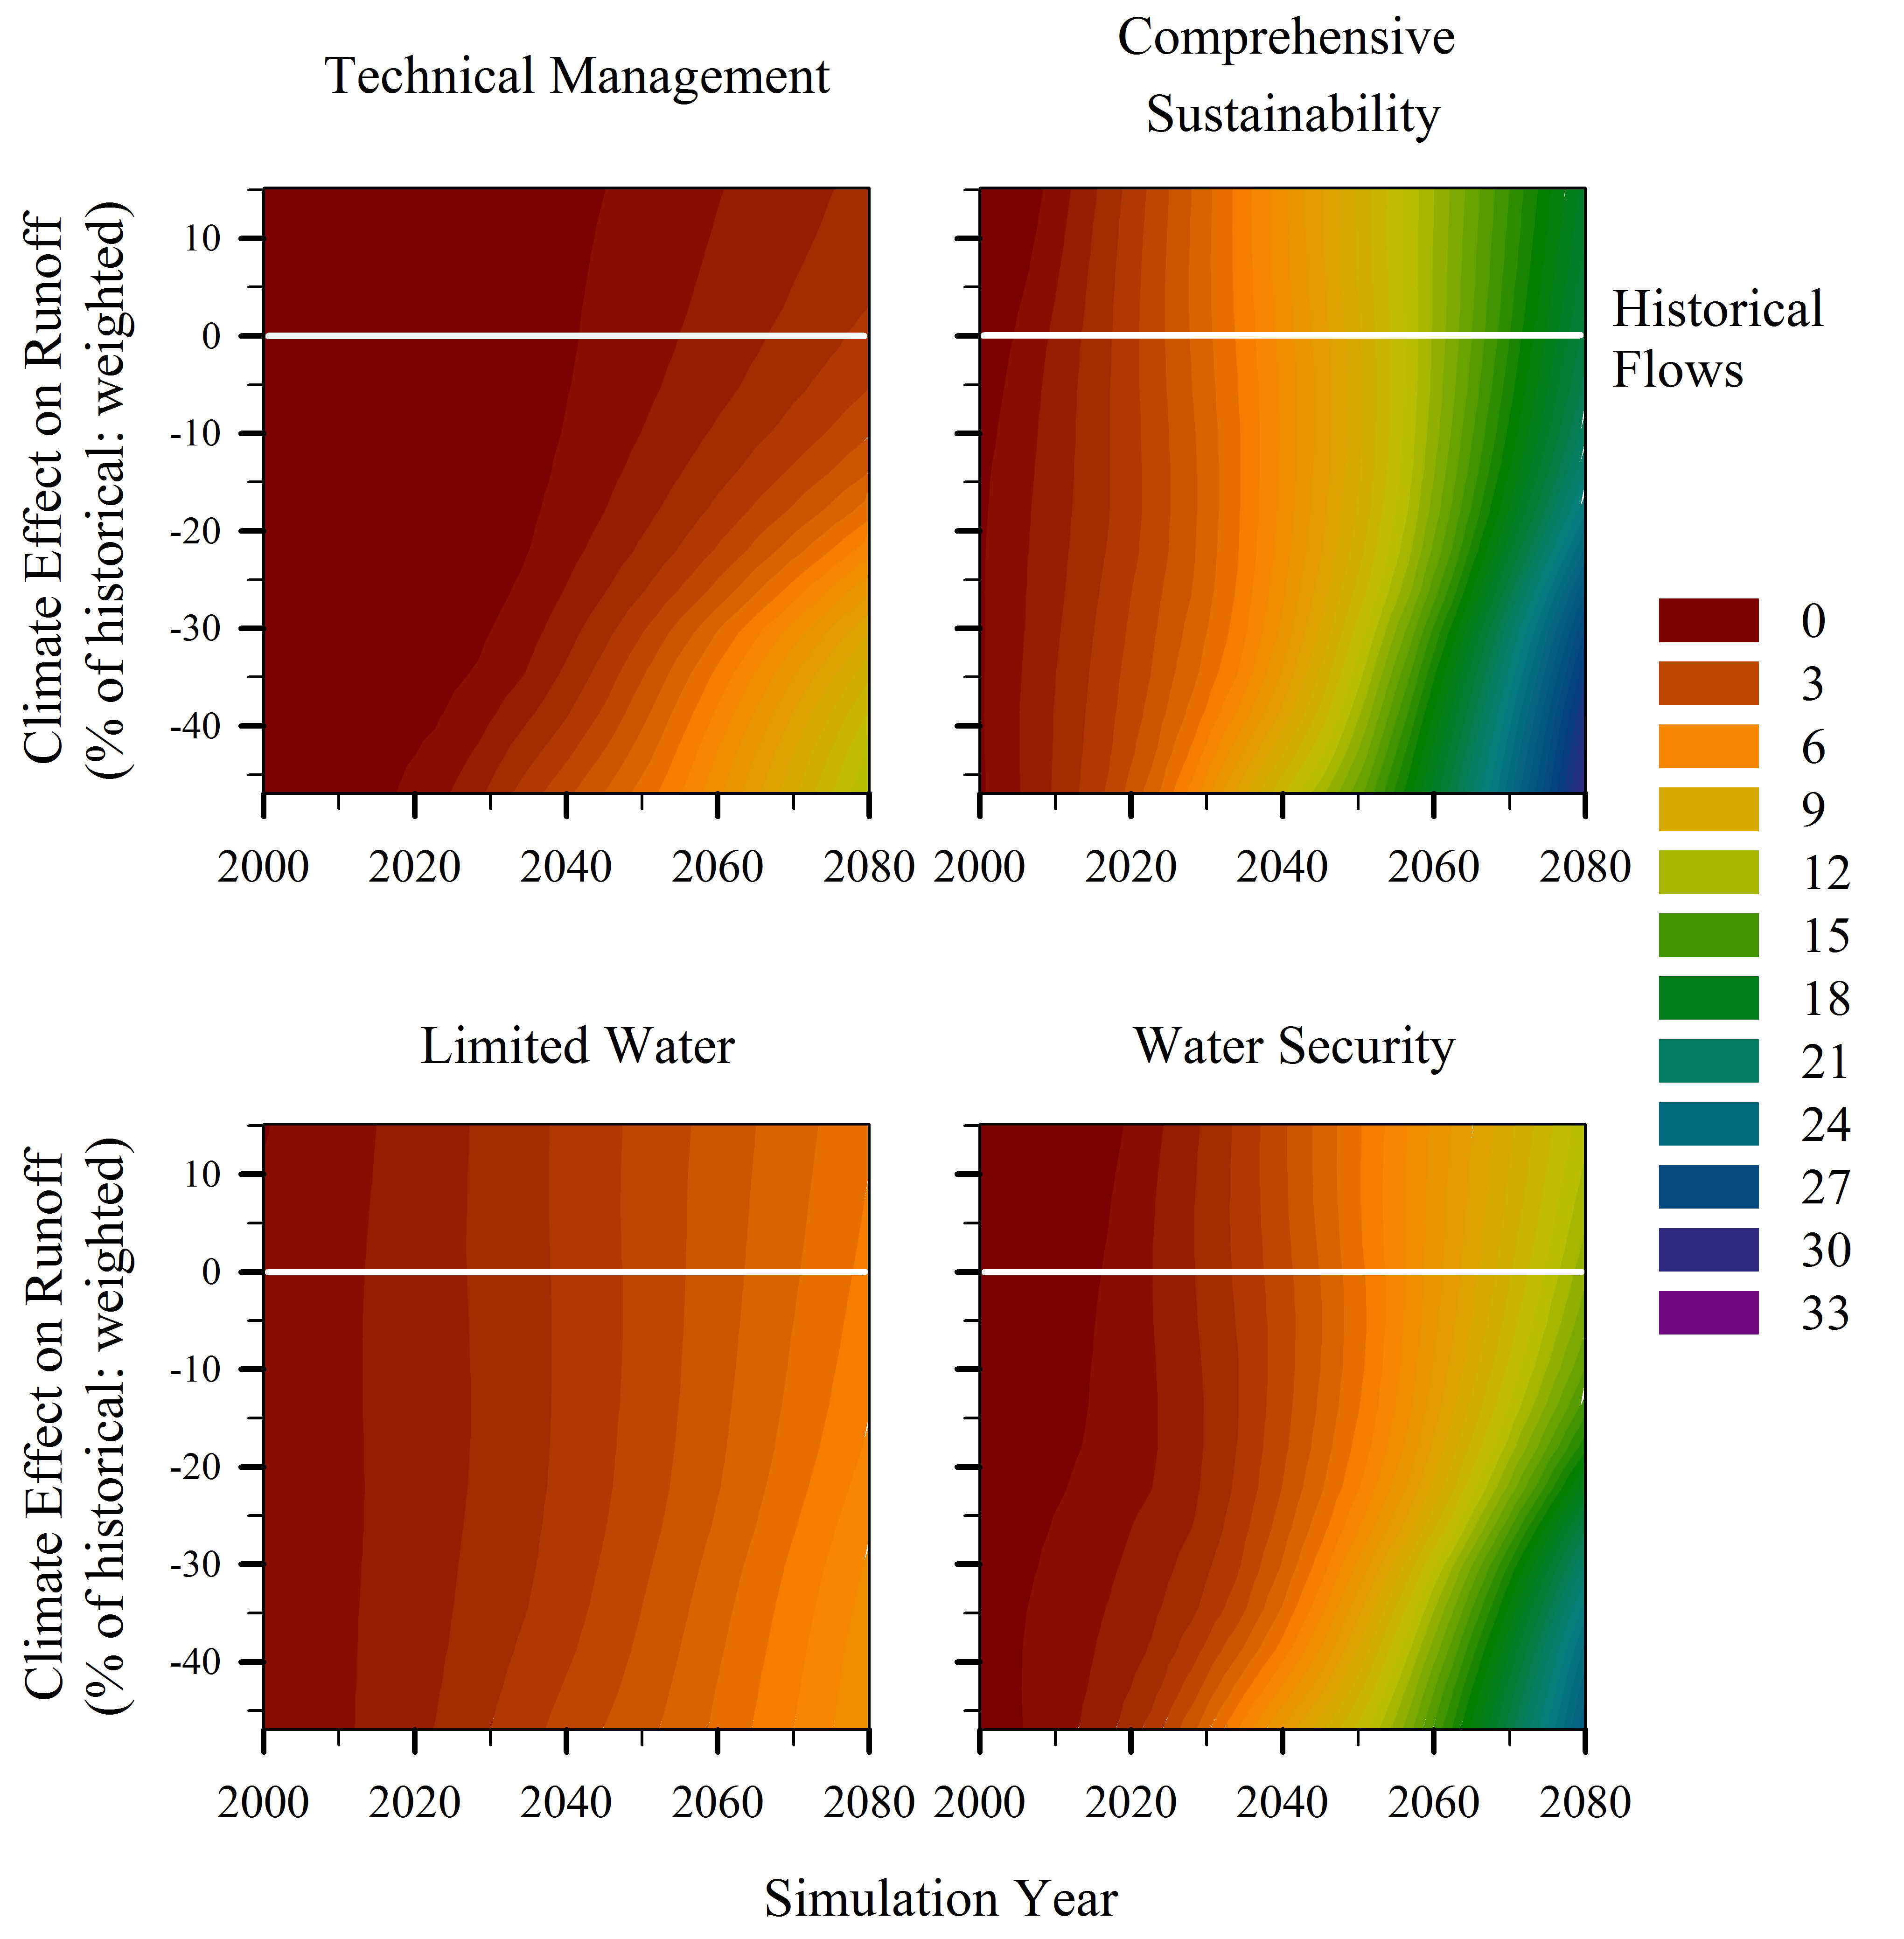 Technical Management
Comprehensive
Sustainability
Climate Effect on Runoff
(% of historical: weighted)
10
0
-10
-20
-30
-40
2000 2020 2040 2060 2080
2000 2020 2040 2060 2080
Historical
Flows
0
3
6
9
12
15
18
21
24
27
30
33
Limited Water
Water Security
Climate Effect on Runoff
(% of historical: weighted)
10
0
-10
-20
-30
-40
2000 2020 2040 2060 2080
2000 2020 2040 2060 2080
Simulation Year